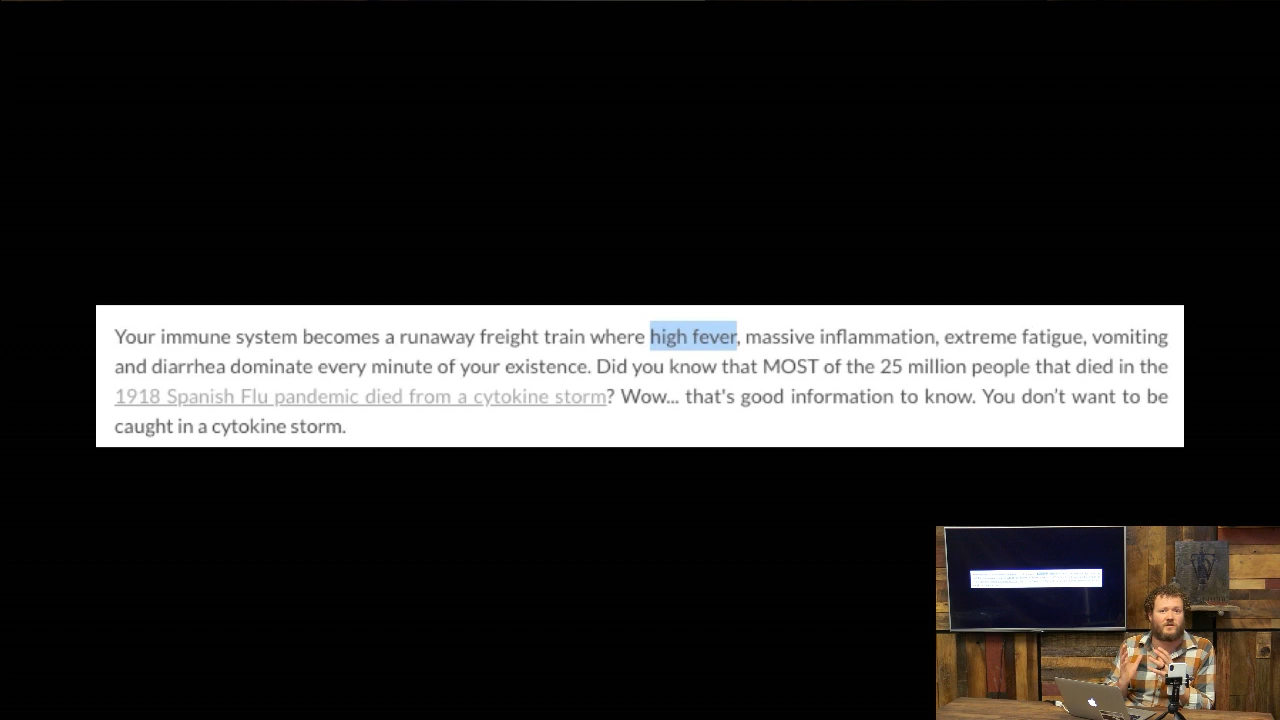 Your immune system becomes a runaway freight train where high fever, massive inflammation, extreme fatigue, vomiting
and diarrhea dominate every minute of your existence. Did you know that MOST of the 25 million people that died in the
1918 Spanish Flu pandemic died from a cytokine storm? Wow... that's good information to know. You don’t want to be
caught in a cytokine storm.